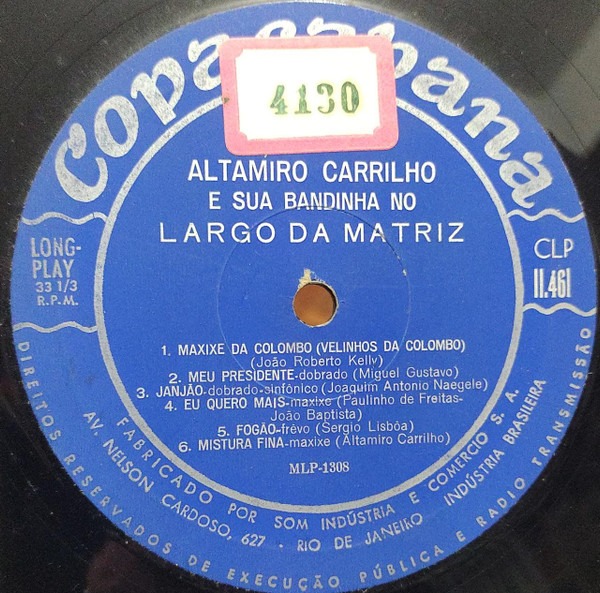 Copacabana
4130
ALTAMIRO CARRILHO
E SUA BANDINHA NO
LARGO DA MATRIZ
LONG-
PLAY
33 1/3
R.P.M.
CLP
11.461
1. MAXIXE DA COLOMBO (VELINHOS DA COLOMBO)
(João Roberto Kelly)
2. MEU PRESIDENTE-dobrado (Miguel Gustavo)
3. JANJÃO-dobrado-sinfônico (Joaquim Antonio Naegele)
4. EU QUERO MAIS-maxixe (Paulinho de Freitas-
João Baptista)
5. FOGÃO-frêvo (Sergio Lisbôa)
6. MISTURA FINA-maxixe (Altamiro Carrilho)
MLP-1308
FABRICADO POR SOM INDÚSTRIA E COMERCIO S. A.
AV. NELSON CARDOSO, 627 - RIO DE JANEIRO INDÚSTRIA BRASILEIRA
DIREITOS RESERVADOS DE EXECUÇÃO PÚBLICA E RADIO TRANSMISSÃO